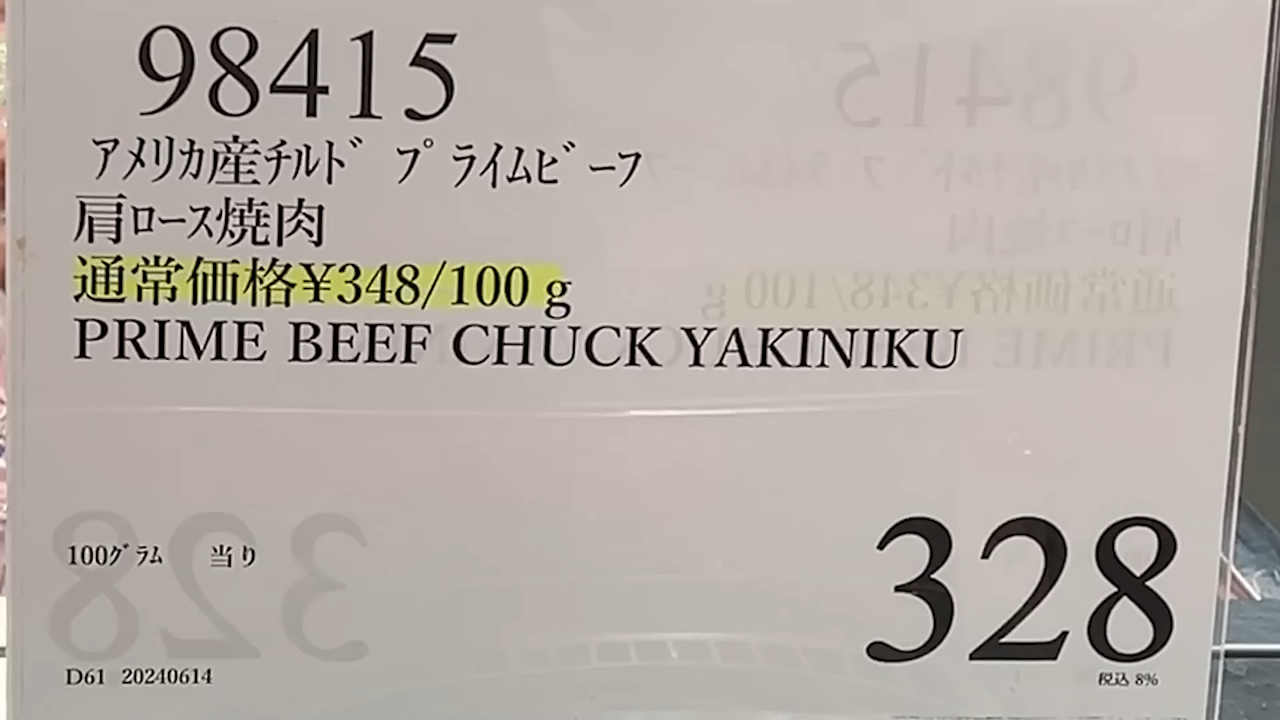 98415
ｱﾒﾘｶ産ﾁﾙﾄﾞ ﾌﾟﾗｲﾑﾋﾞｰﾌ
肩ﾛｰｽ焼肉
通常価格¥348/100 g
PRIME BEEF CHUCK YAKINIKU
100ｸﾞﾗﾑ 当り
328
D61 20240614
税込 8%